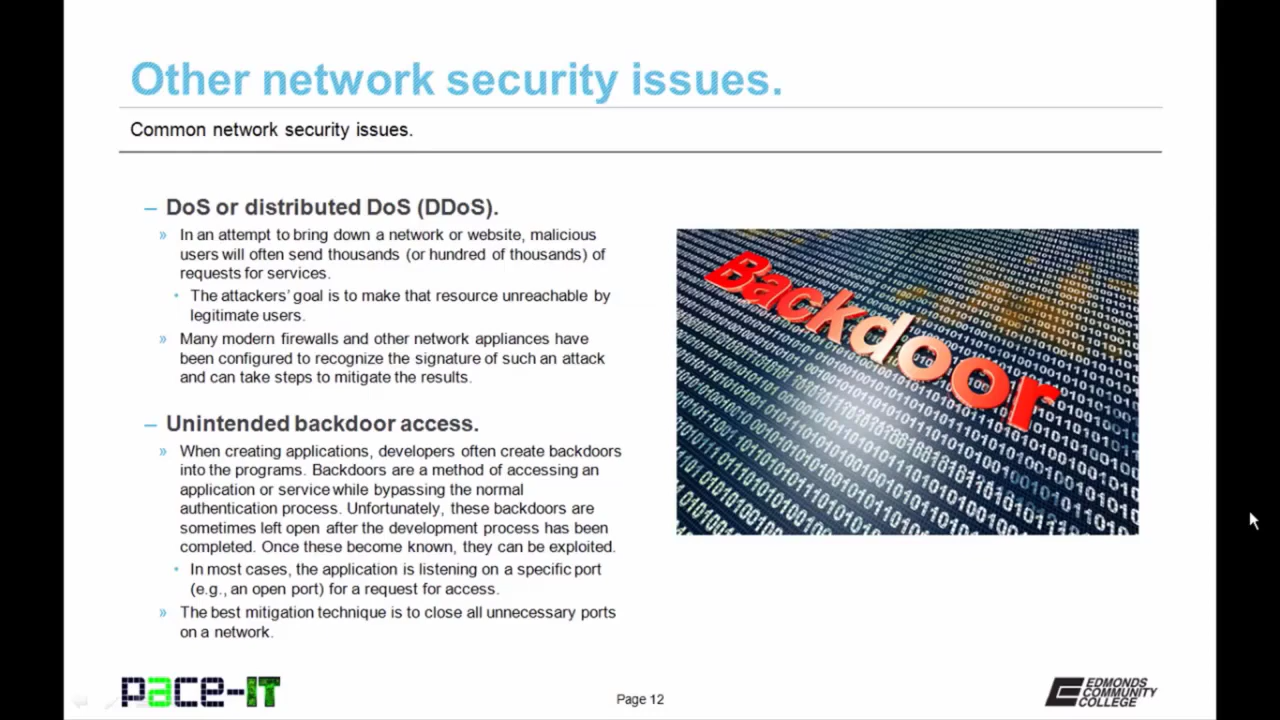 Other network security issues.
Common network security issues.
– DoS or distributed DoS (DDoS).
» In an attempt to bring down a network or website, malicious
users will often send thousands (or hundred of thousands) of
requests for services.
• The attackers' goal is to make that resource unreachable by
legitimate users.
» Many modern firewalls and other network appliances have
been configured to recognize the signature of such an attack
and can take steps to mitigate the results.
– Unintended backdoor access.
» When creating applications, developers often create backdoors
into the programs. Backdoors are a method of accessing an
application or service while bypassing the normal
authentication process. Unfortunately, these backdoors are
sometimes left open after the development process has been
completed. Once these become known, they can be exploited.
• In most cases, the application is listening on a specific port
(e.g., an open port) for a request for access.
» The best mitigation technique is to close all unnecessary ports
on a network.
Backdoor
pace-IT
Page 12
EDMONDS
COMMUNITY
COLLEGE